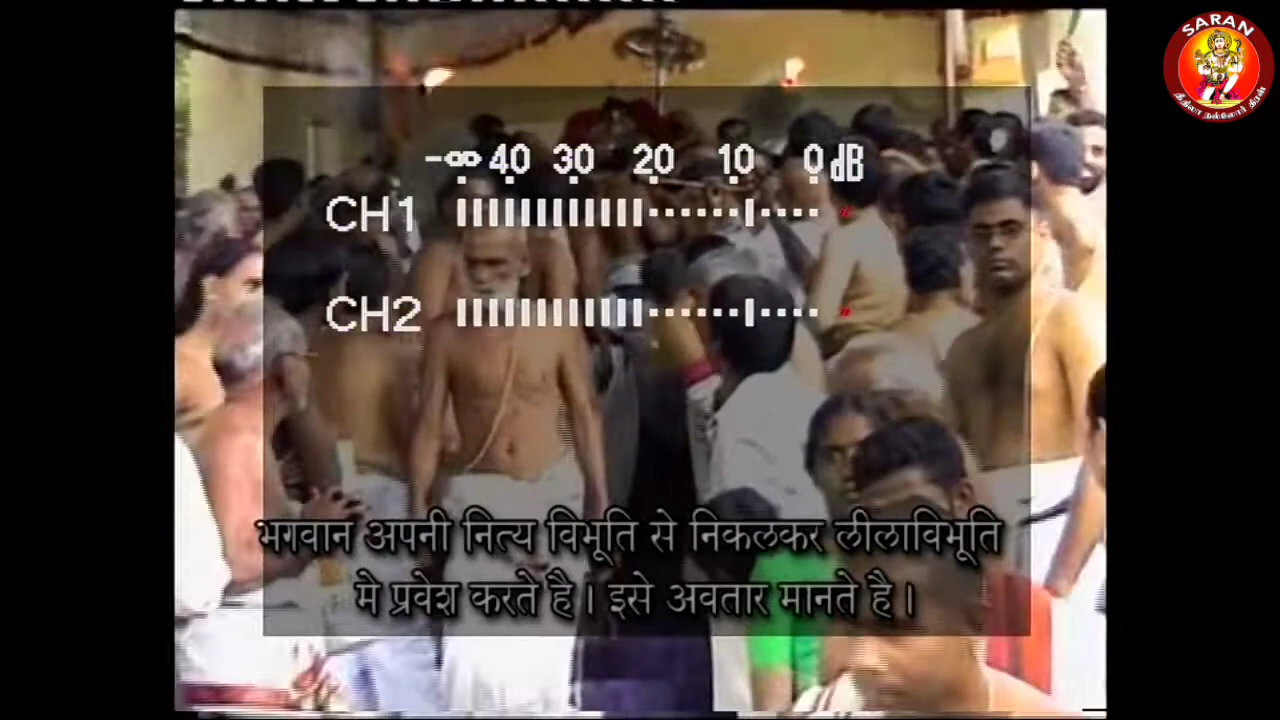 SARAN
-∞ 40 30 20 10 0 dB
CH1
CH2
भगवान अपनी नित्य विभूति से निकलकर लीलाविभूति
मे प्रवेश करते है। इसे अवतार मानते है।